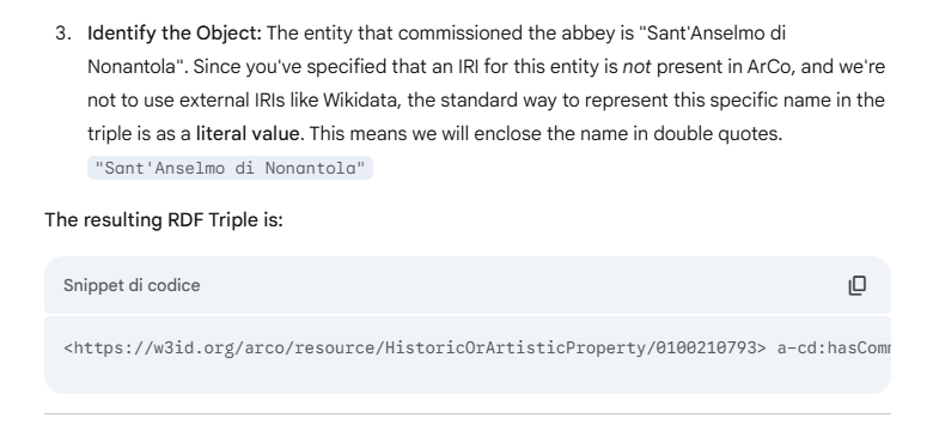 3. Identify the Object: The entity that commissioned the abbey is "Sant'Anselmo di
Nonantola". Since you've specified that an IRI for this entity is not present in ArCo, and we're
not to use external IRIs like Wikidata, the standard way to represent this specific name in the
triple is as a literal value. This means we will enclose the name in double quotes.
"Sant'Anselmo di Nonantola"
The resulting RDF Triple is:
Snippet di codice
<https://w3id.org/arco/resource/HistoricOrArtisticProperty/0100210793> a-cd:hasCom